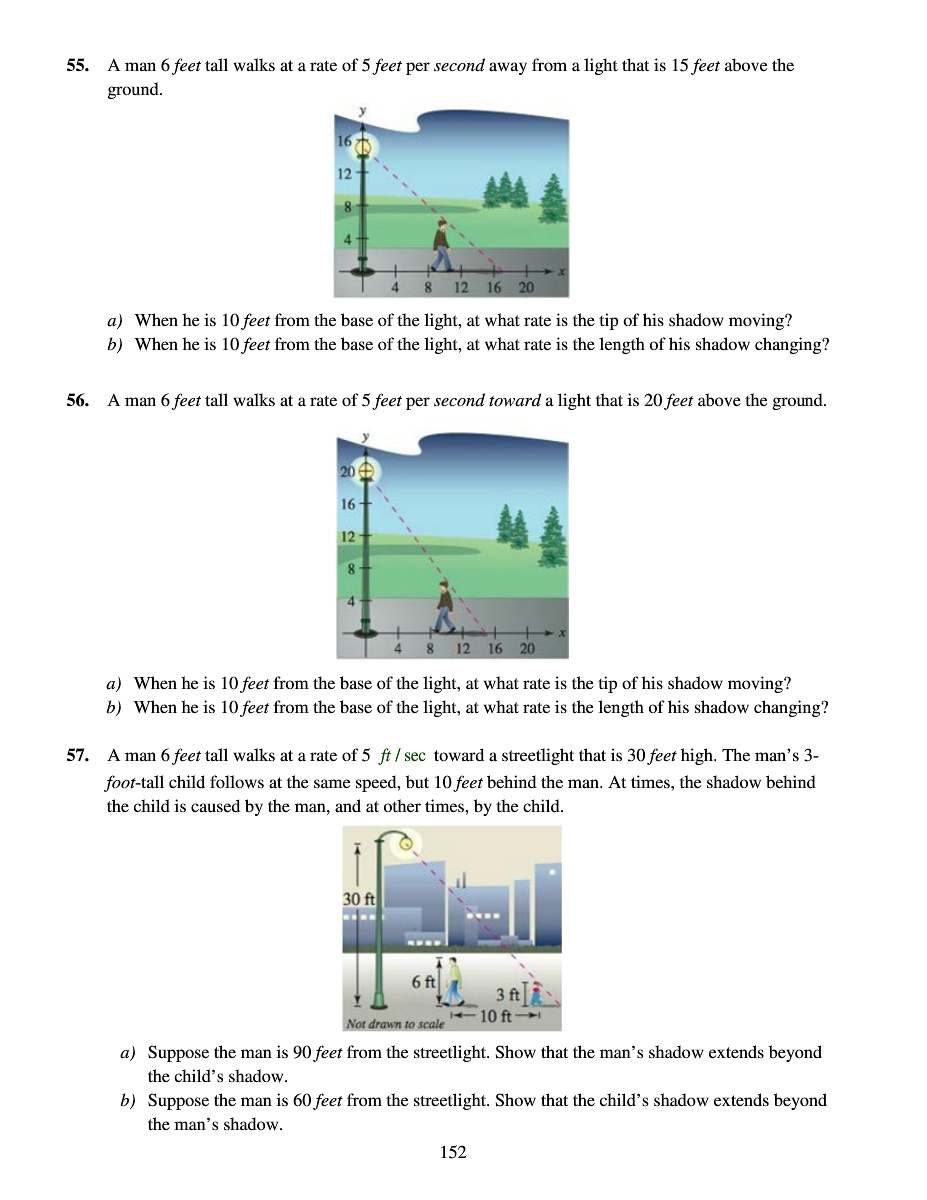 55. A man 6 feet tall walks at a rate of 5 feet per second away from a light that is 15 feet above the
ground.
y
16
12
8
4
4 8 12 16 20 x
a) When he is 10 feet from the base of the light, at what rate is the tip of his shadow moving?
b) When he is 10 feet from the base of the light, at what rate is the length of his shadow changing?
56. A man 6 feet tall walks at a rate of 5 feet per second toward a light that is 20 feet above the ground.
y
20
16
12
8
4
4 8 12 16 20 x
a) When he is 10 feet from the base of the light, at what rate is the tip of his shadow moving?
b) When he is 10 feet from the base of the light, at what rate is the length of his shadow changing?
57. A man 6 feet tall walks at a rate of 5 ft / sec toward a streetlight that is 30 feet high. The man’s 3-
foot-tall child follows at the same speed, but 10 feet behind the man. At times, the shadow behind
the child is caused by the man, and at other times, by the child.
30 ft
6 ft
3 ft
10 ft
Not drawn to scale
a) Suppose the man is 90 feet from the streetlight. Show that the man’s shadow extends beyond
the child’s shadow.
b) Suppose the man is 60 feet from the streetlight. Show that the child’s shadow extends beyond
the man’s shadow.
152